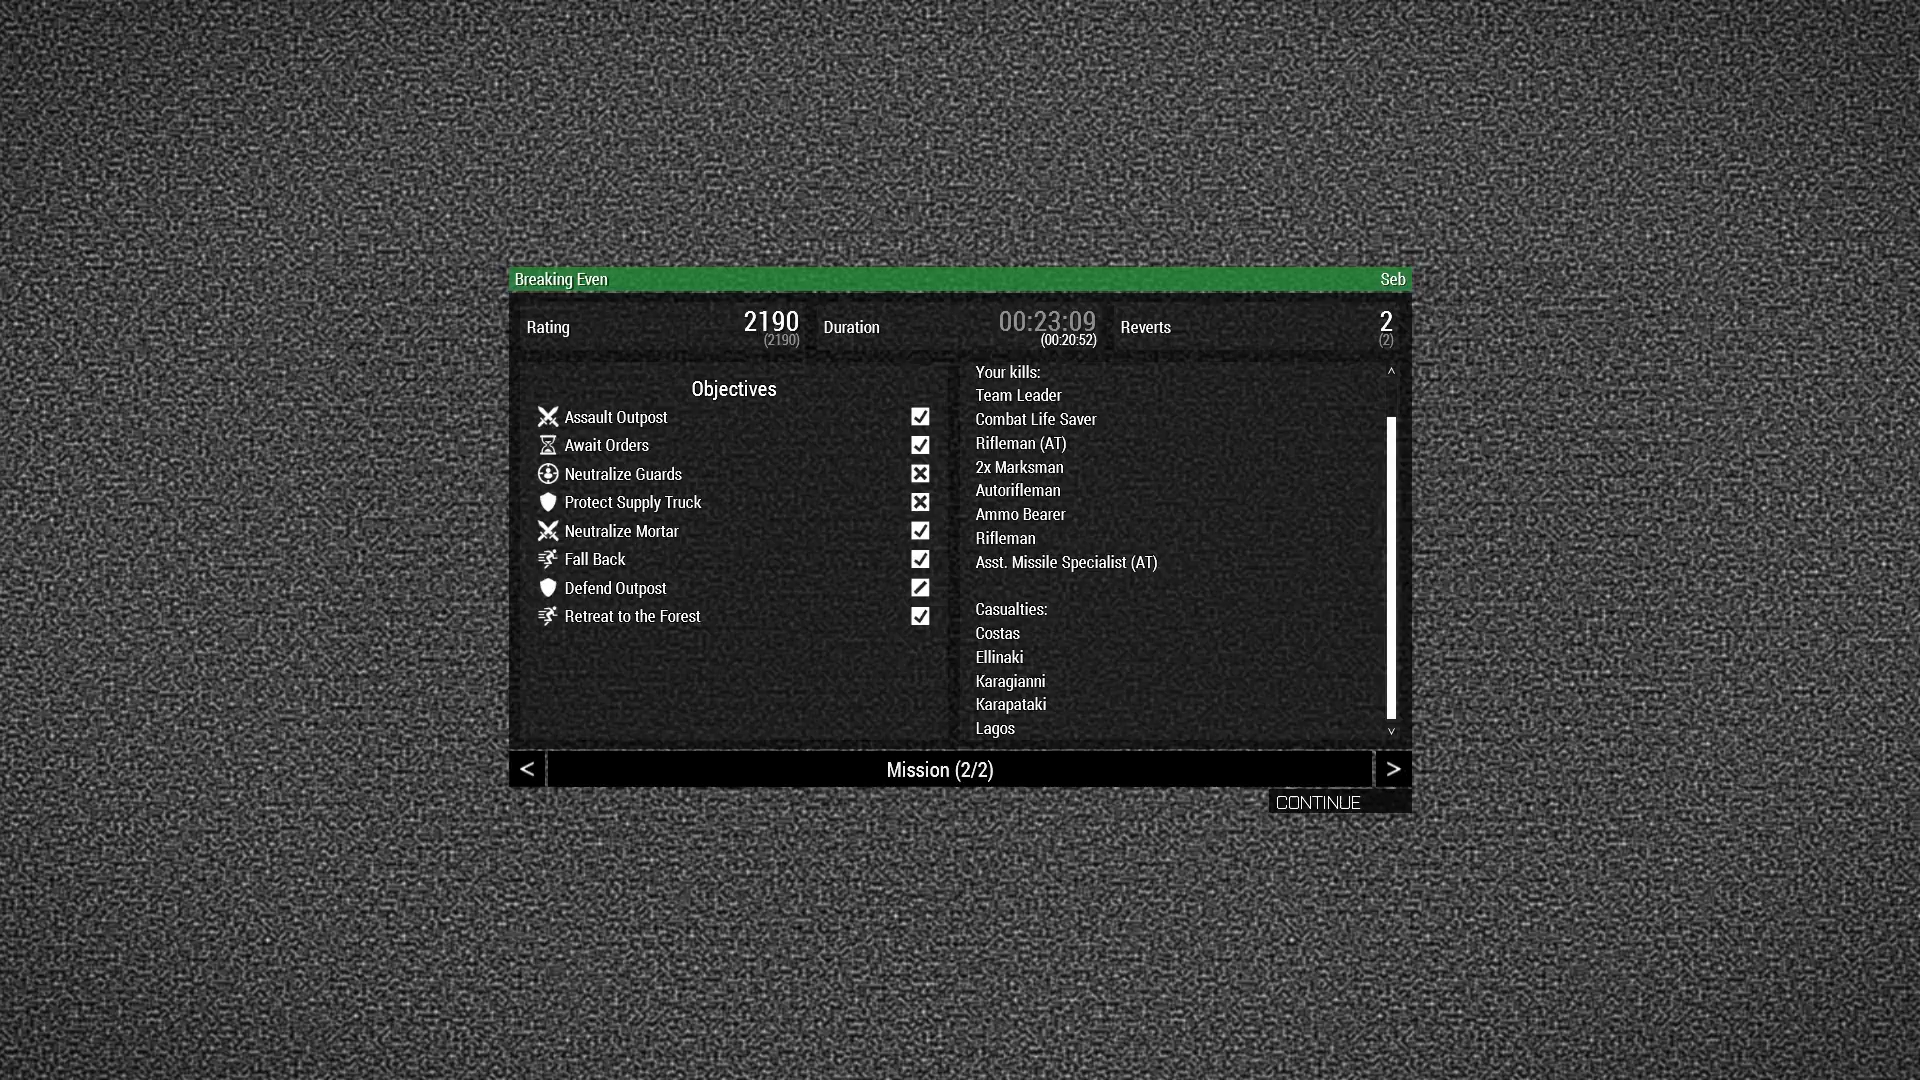 Breaking Even Seb
Rating 2190 Duration 00:23:09 Reverts 2
(2190) (00:20:52) (2)
Objectives
Assault Outpost
Await Orders
Neutralize Guards
Protect Supply Truck
Neutralize Mortar
Fall Back
Defend Outpost
Retreat to the Forest
Your kills:
Team Leader
Combat Life Saver
Rifleman (AT)
2x Marksman
Autorifleman
Ammo Bearer
Rifleman
Asst. Missile Specialist (AT)
Casualties:
Costas
Ellinaki
Karagianni
Karapataki
Lagos
< Mission (2/2) >
CONTINUE